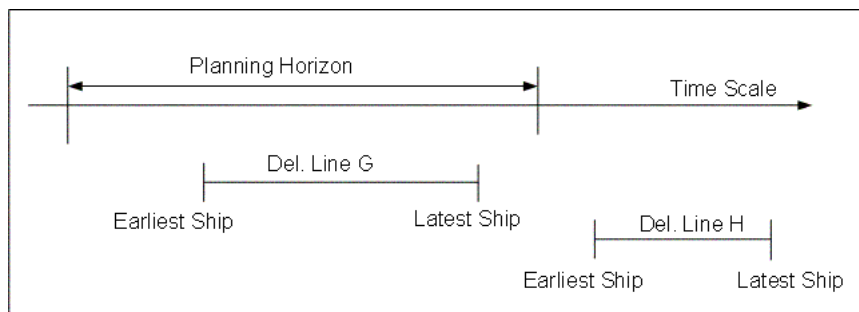 Planning Horizon
Time Scale
Del. Line G
Earliest Ship
Latest Ship
Del. Line H
Earliest Ship
Latest Ship